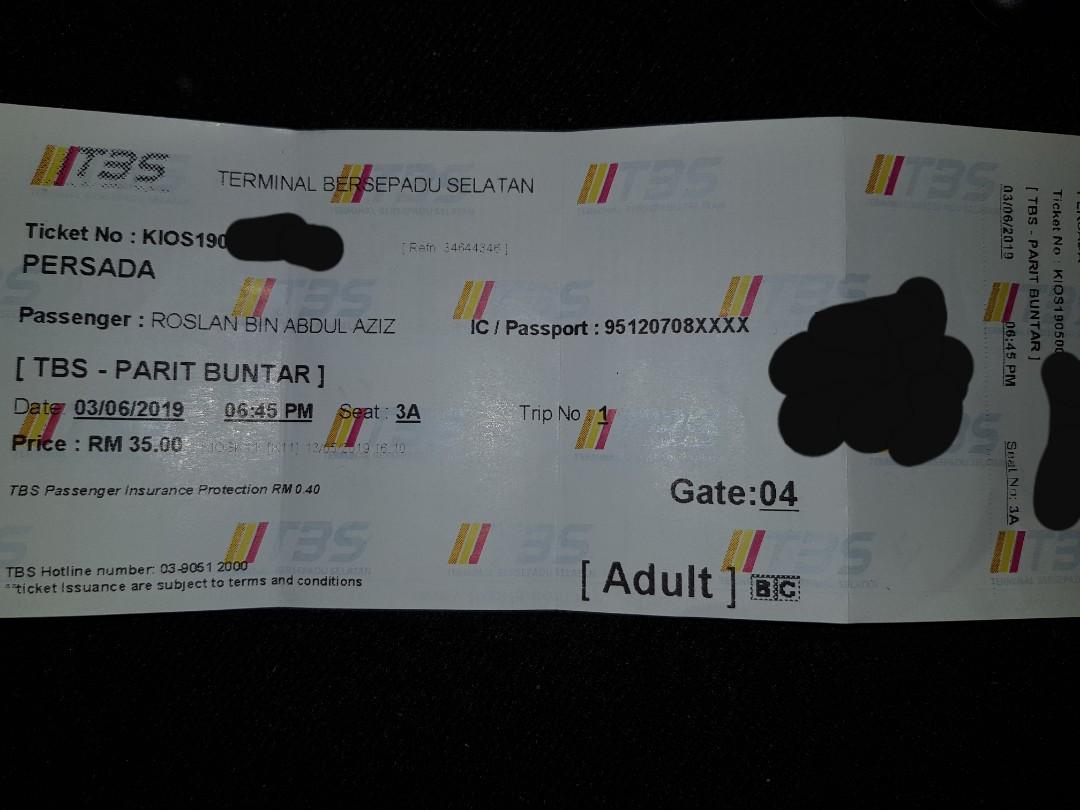 TBS
TERMINAL BERSEPADU SELATAN
Ticket No : KIOS190
[ Refn 34644346 ]
PERSADA
Passenger : ROSLAN BIN ABDUL AZIZ
IC / Passport : 95120708XXXX
[ TBS - PARIT BUNTAR ]
Date: 03/06/2019 06:45 PM Seat : 3A Trip No 1
Price : RM 35.00
TBS Passenger Insurance Protection RM 0.40
Gate:04
TBS Hotline number: 03-9051 2000
**ticket Issuance are subject to terms and conditions
[ Adult ] BC
Ticket No : KIOS190500
[ TBS - PARIT BUNTAR ]
03/06/2019 06:45 PM Seat No: 3A